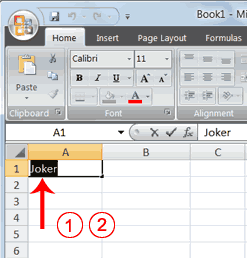 Book1 - Mi
Home Insert Page Layout Formulas
Calibri 11
B I U A A
Paste
Clipboard Font
A1 fx Joker
A B C
1 Joker
2
3
4
5
6
① ②